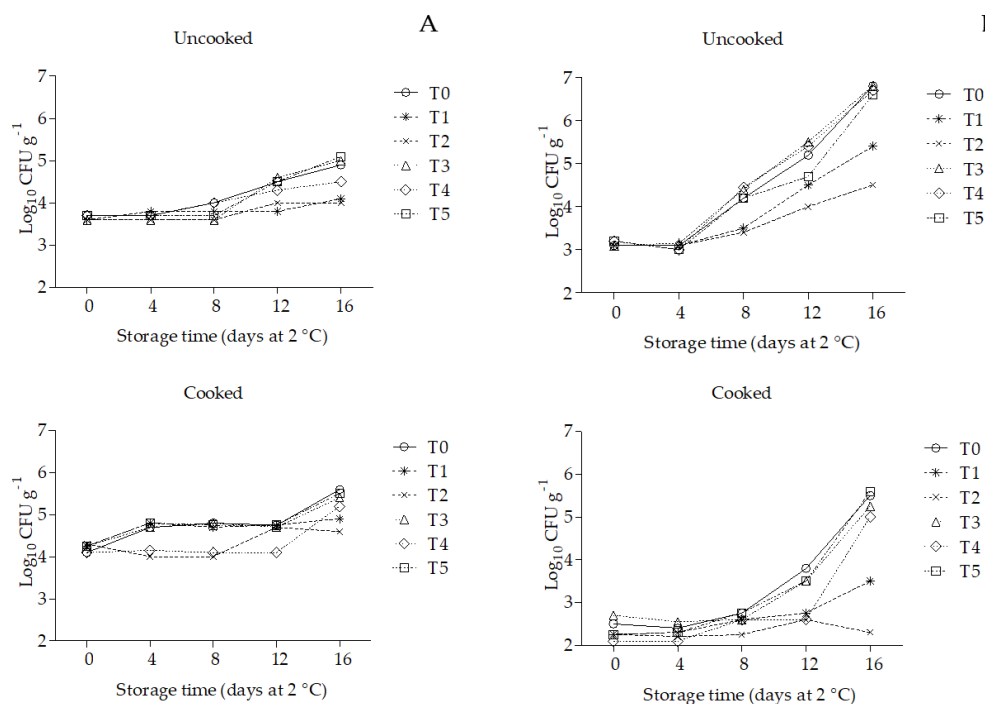 A
Uncooked
7
6
5
4
3
2
Log10 CFU g-1
0 4 8 12 16
Storage time (days at 2 °C)
T0
T1
T2
T3
T4
T5
Uncooked
7
6
5
4
3
2
Log10 CFU g-1
0 4 8 12 16
Storage time (days at 2 °C)
T0
T1
T2
T3
T4
T5
Cooked
7
6
5
4
3
2
Log10 CFU g-1
0 4 8 12 16
Storage time (days at 2 °C)
T0
T1
T2
T3
T4
T5
Cooked
7
6
5
4
3
2
Log10 CFU g-1
0 4 8 12 16
Storage time (days at 2 °C)
T0
T1
T2
T3
T4
T5